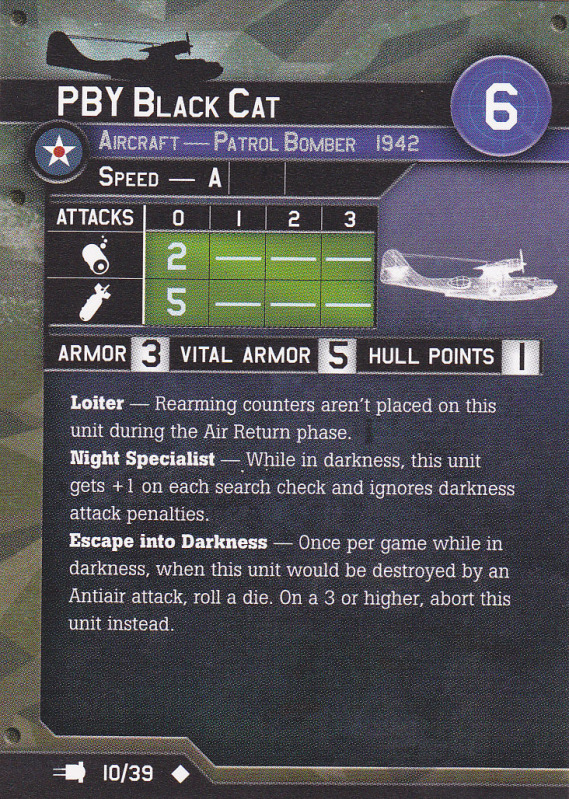 PBY Black Cat
6
Aircraft — Patrol Bomber 1942
Speed — A
ATTACKS 0 1 2 3
2 — — —
5 — — —
ARMOR 3 VITAL ARMOR 5 HULL POINTS 1
Loiter — Rearming counters aren't placed on this
unit during the Air Return phase.
Night Specialist — While in darkness, this unit
gets +1 on each search check and ignores darkness
attack penalties.
Escape into Darkness — Once per game while in
darkness, when this unit would be destroyed by an
Antiair attack, roll a die. On a 3 or higher, abort this
unit instead.
10/39